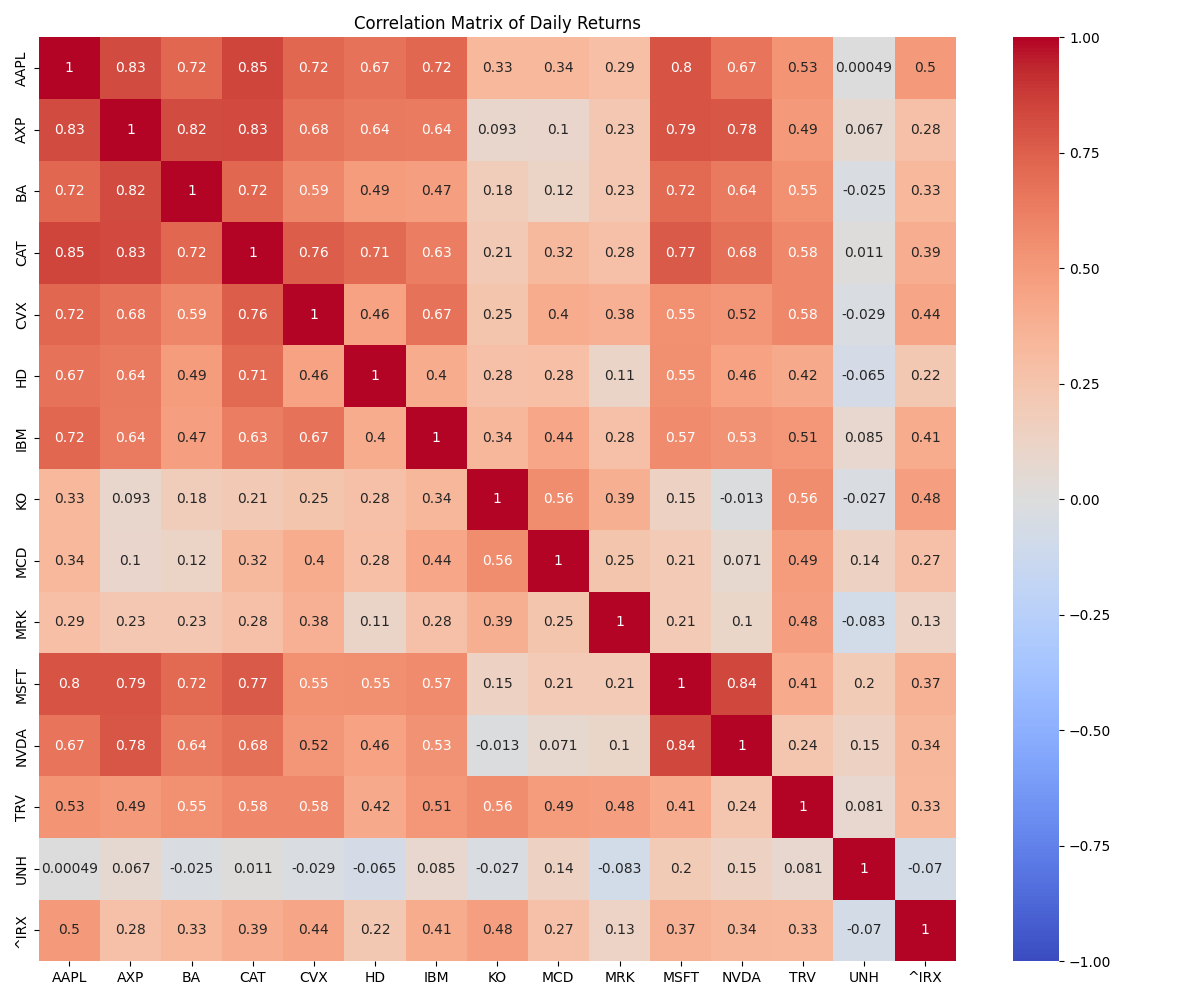 Correlation Matrix of Daily Returns
AAPL 1 0.83 0.72 0.85 0.72 0.67 0.72 0.33 0.34 0.29 0.8 0.67 0.53 0.00049 0.5
AXP 0.83 1 0.82 0.83 0.68 0.64 0.64 0.093 0.1 0.23 0.79 0.78 0.49 0.067 0.28
BA 0.72 0.82 1 0.72 0.59 0.49 0.47 0.18 0.12 0.23 0.72 0.64 0.55 -0.025 0.33
CAT 0.85 0.83 0.72 1 0.76 0.71 0.63 0.21 0.32 0.28 0.77 0.68 0.58 0.011 0.39
CVX 0.72 0.68 0.59 0.76 1 0.46 0.67 0.25 0.4 0.38 0.55 0.52 0.58 -0.029 0.44
HD 0.67 0.64 0.49 0.71 0.46 1 0.4 0.28 0.28 0.11 0.55 0.46 0.42 -0.065 0.22
IBM 0.72 0.64 0.47 0.63 0.67 0.4 1 0.34 0.44 0.28 0.57 0.53 0.51 0.085 0.41
KO 0.33 0.093 0.18 0.21 0.25 0.28 0.34 1 0.56 0.39 0.15 -0.013 0.56 -0.027 0.48
MCD 0.34 0.1 0.12 0.32 0.4 0.28 0.44 0.56 1 0.25 0.21 0.071 0.49 0.14 0.27
MRK 0.29 0.23 0.23 0.28 0.38 0.11 0.28 0.39 0.25 1 0.21 0.1 0.48 -0.083 0.13
MSFT 0.8 0.79 0.72 0.77 0.55 0.55 0.57 0.15 0.21 0.21 1 0.84 0.41 0.2 0.37
NVDA 0.67 0.78 0.64 0.68 0.52 0.46 0.53 -0.013 0.071 0.1 0.84 1 0.24 0.15 0.34
TRV 0.53 0.49 0.55 0.58 0.58 0.42 0.51 0.56 0.49 0.48 0.41 0.24 1 0.081 0.33
UNH 0.00049 0.067 -0.025 0.011 -0.029 -0.065 0.085 -0.027 0.14 -0.083 0.2 0.15 0.081 1 -0.07
^IRX 0.5 0.28 0.33 0.39 0.44 0.22 0.41 0.48 0.27 0.13 0.37 0.34 0.33 -0.07 1
AAPL AXP BA CAT CVX HD IBM KO MCD MRK MSFT NVDA TRV UNH ^IRX
1.00
0.75
0.50
0.25
0.00
−0.25
−0.50
−0.75
−1.00